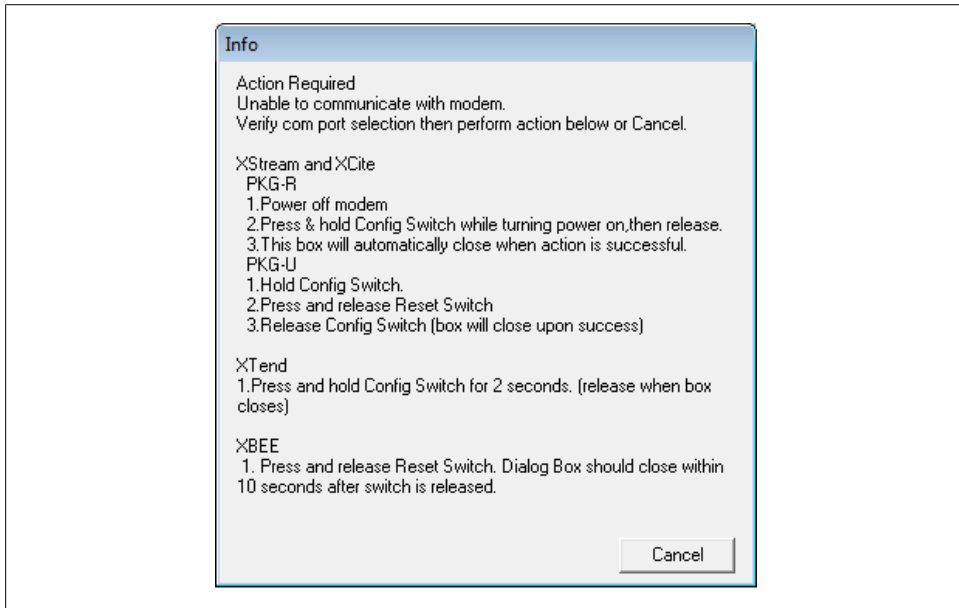 Info
Action Required
Unable to communicate with modem.
Verify com port selection then perform action below or Cancel.
XStream and XCite
PKG-R
1.Power off modem
2.Press & hold Config Switch while turning power on,then release.
3.This box will automatically close when action is successful.
PKG-U
1.Hold Config Switch.
2.Press and release Reset Switch
3.Release Config Switch (box will close upon success)
XTend
1.Press and hold Config Switch for 2 seconds. (release when box
closes)
XBEE
1. Press and release Reset Switch. Dialog Box should close within
10 seconds after switch is released.
Cancel